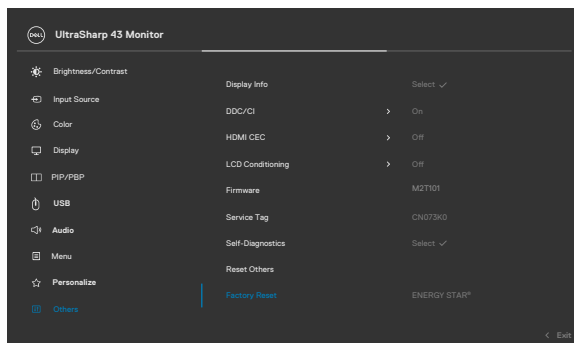 DELL UltraSharp 43 Monitor
Brightness/Contrast
Input Source
Color
Display
PIP/PBP
USB
Audio
Menu
Personalize
Others
Display Info Select ✓
DDC/CI > On
HDMI CEC > Off
LCD Conditioning > Off
Firmware M2T101
Service Tag CN073K0
Self-Diagnostics Select ✓
Reset Others
Factory Reset ENERGY STAR®
< Exit